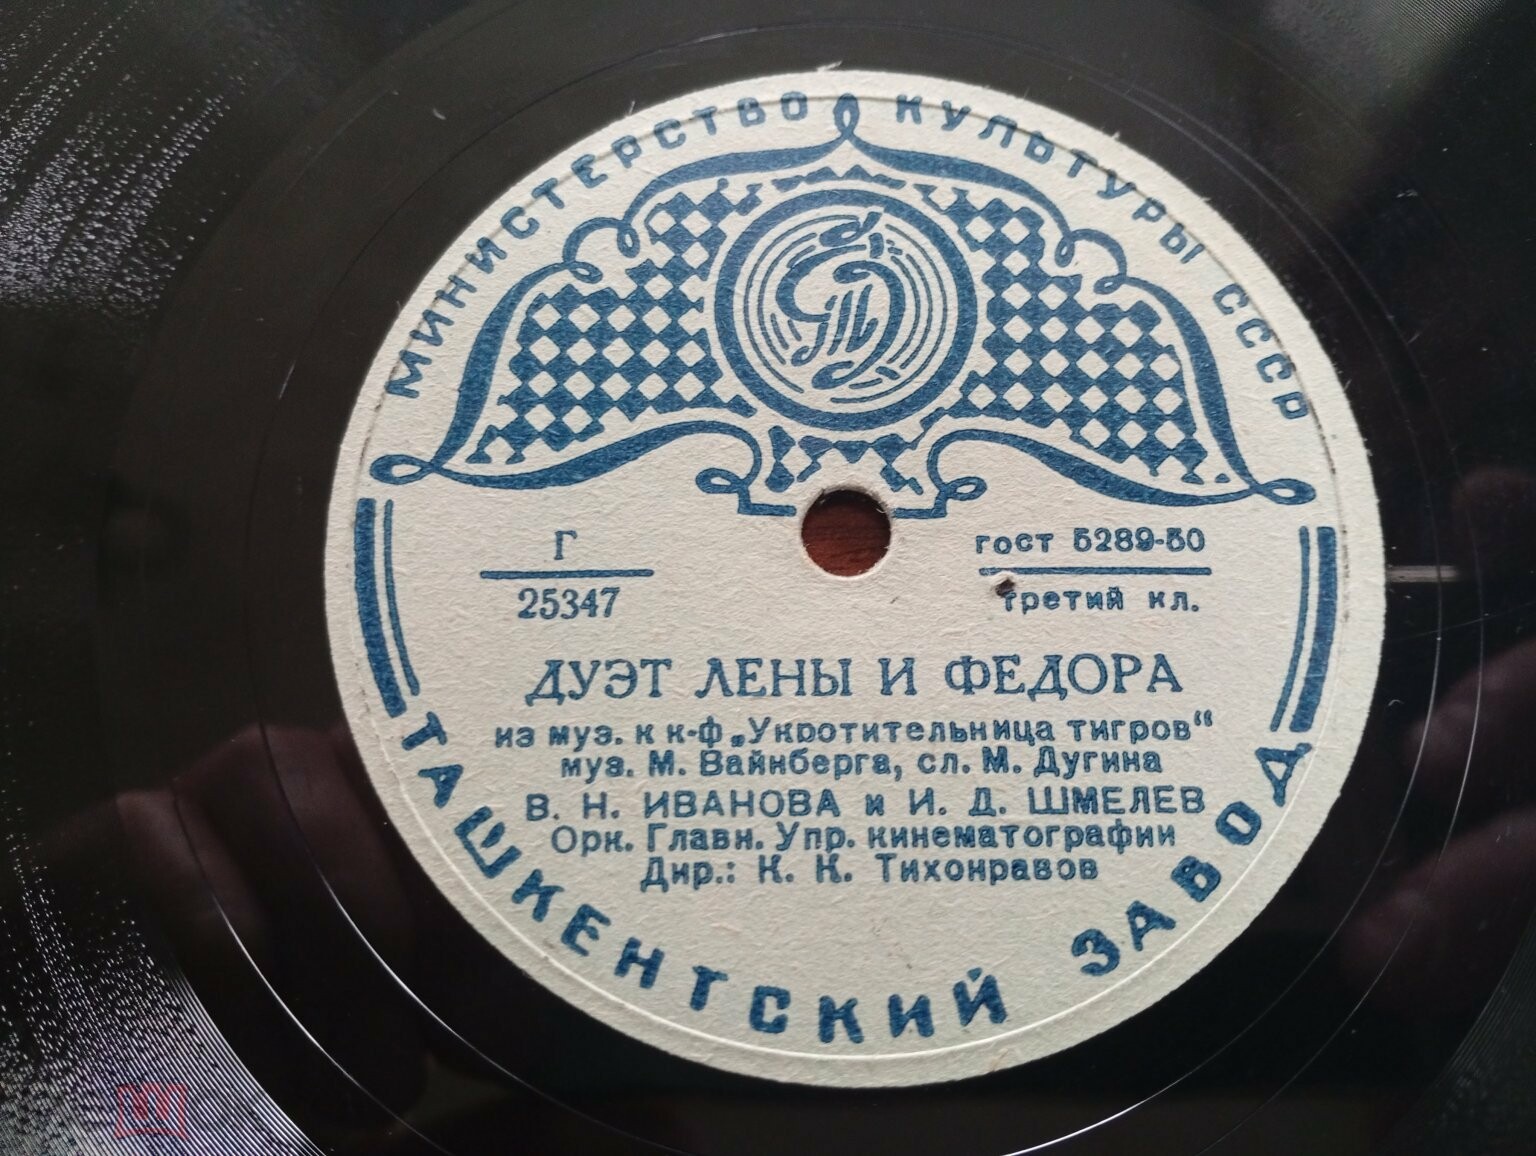 МИНИСТЕРСТВО КУЛЬТУРЫ СССР
Г
25347
ГОСТ 5289-50
третий кл.
ДУЭТ ЛЕНЫ И ФЕДОРА
из муз. к к-ф „Укротительница тигров“
муз. М. Вайнберга, сл. М. Дугина
В. Н. ИВАНОВА и И. Д. ШМЕЛЕВ
Орк. Главн. Упр. кинематографии
Дир.: К. К. Тихонравов
ТАШКЕНТСКИЙ ЗАВОД